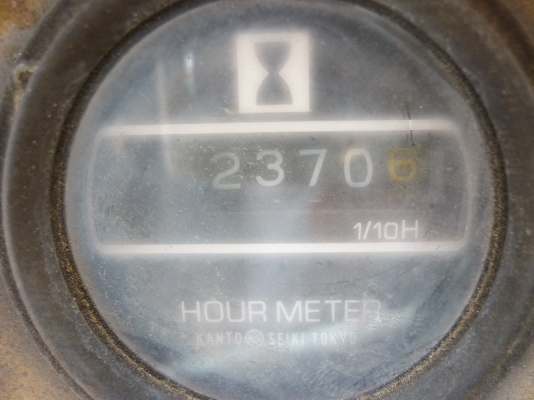 23706
1/10H
HOUR METER
KANTO SEIKI TOKYO